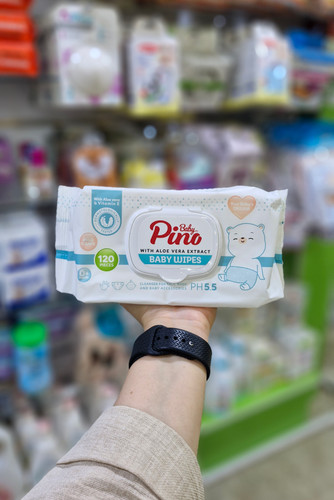 With Aloe vera
& Vitamin E
Baby
Pino
WITH ALOE VERA EXTRACT
BABY WIPES
120
PIECES
PH 5.5